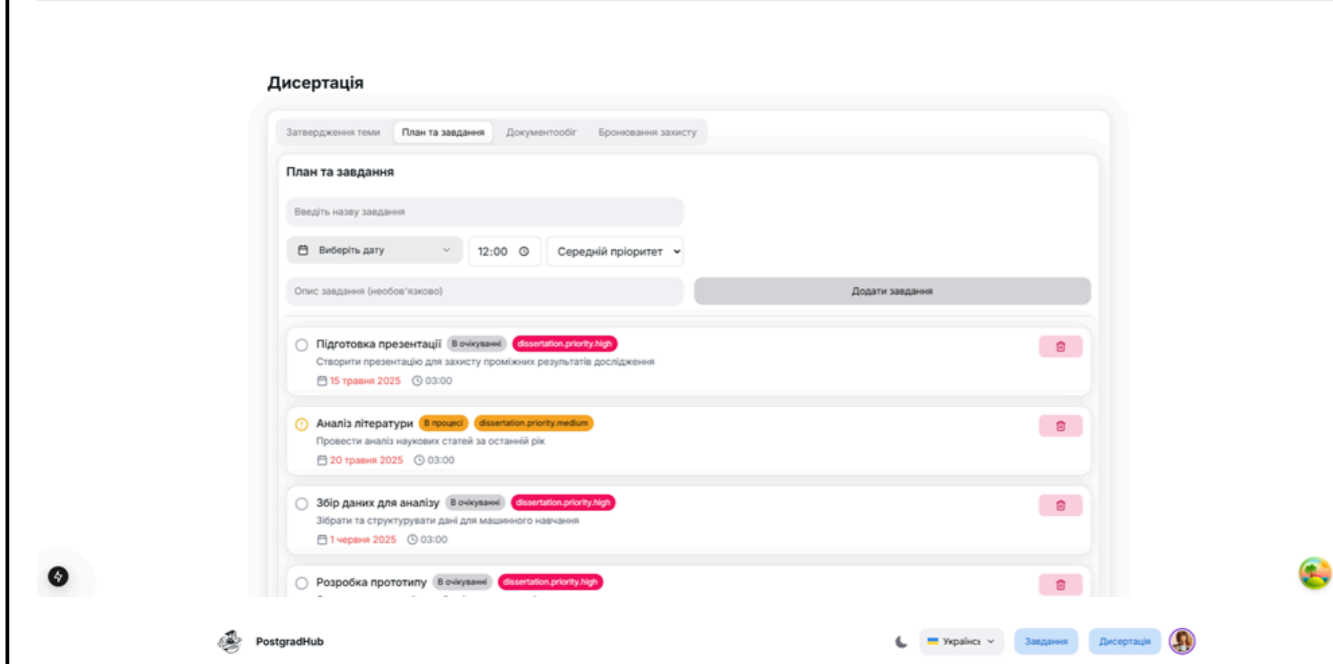 Дисертація
Затвердження теми План та завдання Документообіг Бронювання захисту
План та завдання
Введіть назву завдання
Виберіть дату 12:00 Середній пріоритет
Опис завдання (необов'язково) Додати завдання
Підготовка презентації В очікуванні dissertation.priority.high
Створити презентацію для захисту проміжних результатів дослідження
15 травня 2025 03:00
Аналіз літератури В процесі dissertation.priority.medium
Провести аналіз наукових статей за останній рік
20 травня 2025 03:00
Збір даних для аналізу В очікуванні dissertation.priority.high
Зібрати та структурувати дані для машинного навчання
1 червня 2025 03:00
Розробка прототипу В очікуванні dissertation.priority.high
PostgradHub Українсь Завдання Дисертація